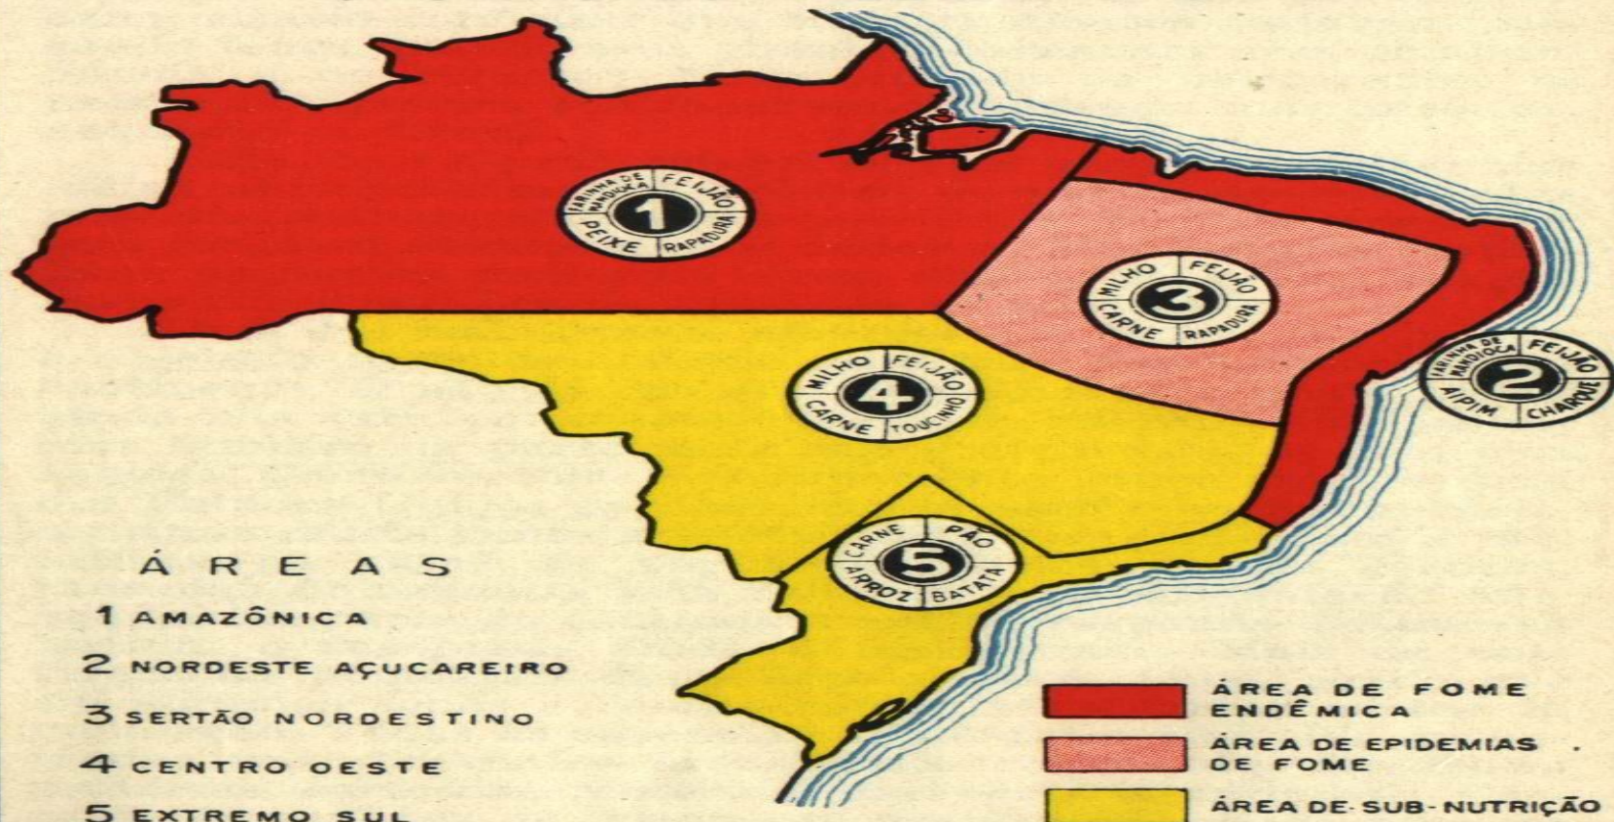 FARINHA DE
MANDIOCA
FEIJÃO
1
PEIXE
RAPADURA
MILHO
FEIJÃO
3
CARNE
RAPADURA
FARINHA DE
MANDIOCA
FEIJÃO
2
AIPIM
CHARQUE
MILHO
FEIJÃO
4
CARNE
TOUCINHO
CARNE
PÃO
5
ARROZ
BATATA
ÁREAS
1 AMAZÔNICA
2 NORDESTE AÇUCAREIRO
3 SERTÃO NORDESTINO
4 CENTRO OESTE
5 EXTREMO SUL
ÁREA DE FOME
ENDÊMICA
ÁREA DE EPIDEMIAS
DE FOME
ÁREA DE SUB-NUTRIÇÃO